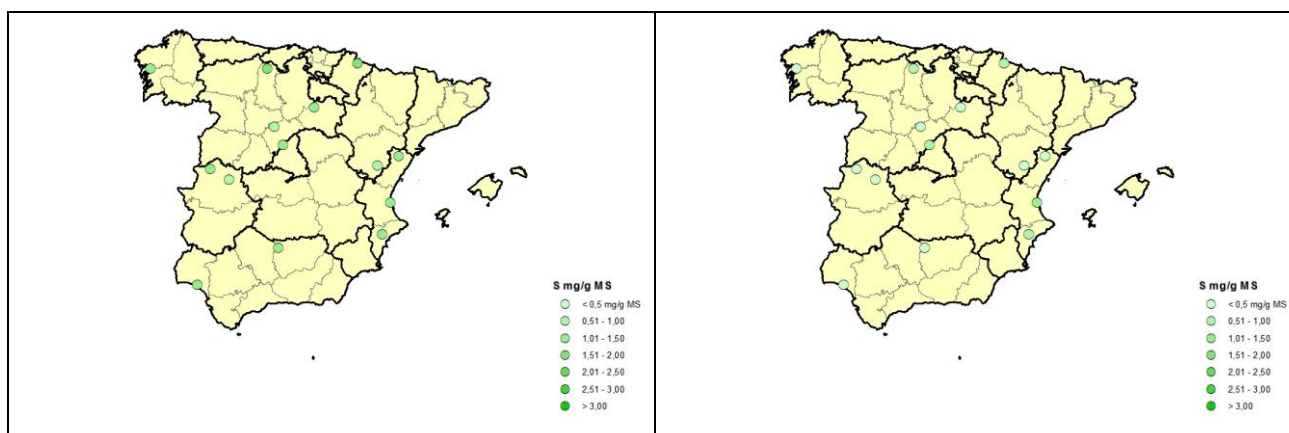 S mg/g MS
< 0,5 mg/g MS
0,51 - 1,00
1,01 - 1,50
1,51 - 2,00
2,01 - 2,50
2,51 - 3,00
> 3,00
S mg/g MS
< 0,5 mg/g MS
0,51 - 1,00
1,01 - 1,50
1,51 - 2,00
2,01 - 2,50
2,51 - 3,00
> 3,00